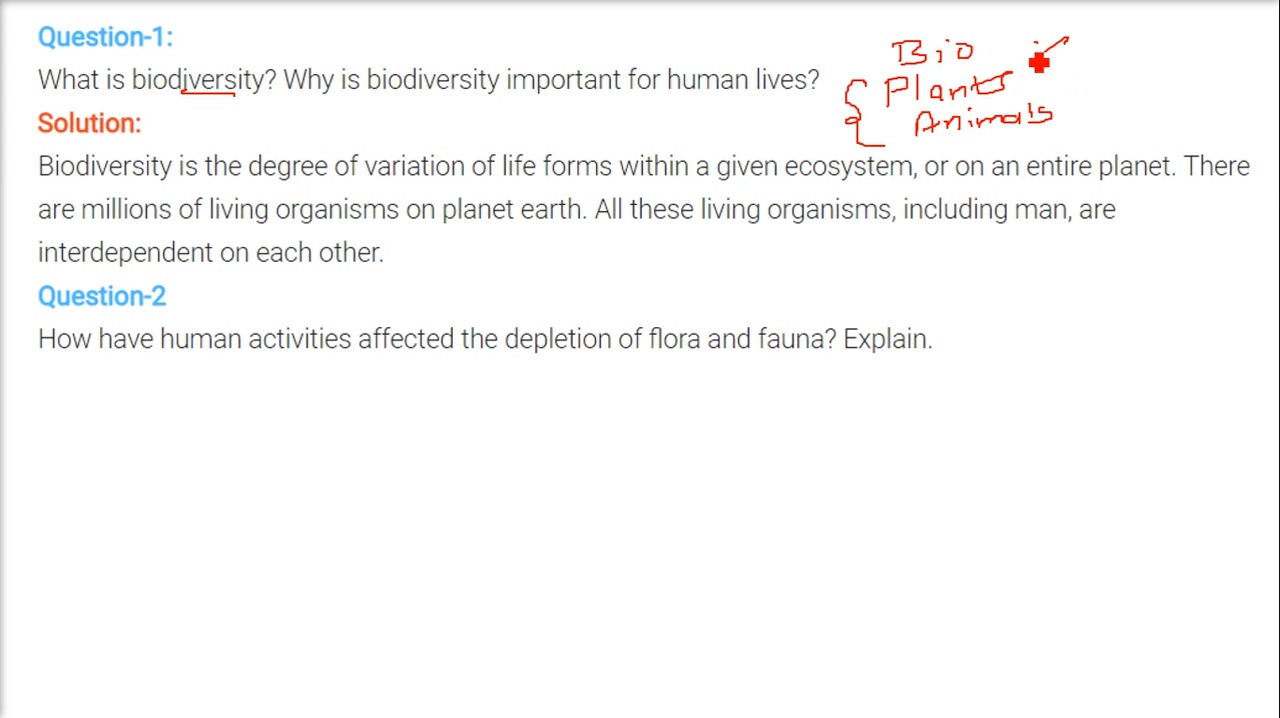 Question-1:
What is biodiversity? Why is biodiversity important for human lives?
Bio
Plants
Animals
Solution:
Biodiversity is the degree of variation of life forms within a given ecosystem, or on an entire planet. There
are millions of living organisms on planet earth. All these living organisms, including man, are
interdependent on each other.
Question-2
How have human activities affected the depletion of flora and fauna? Explain.